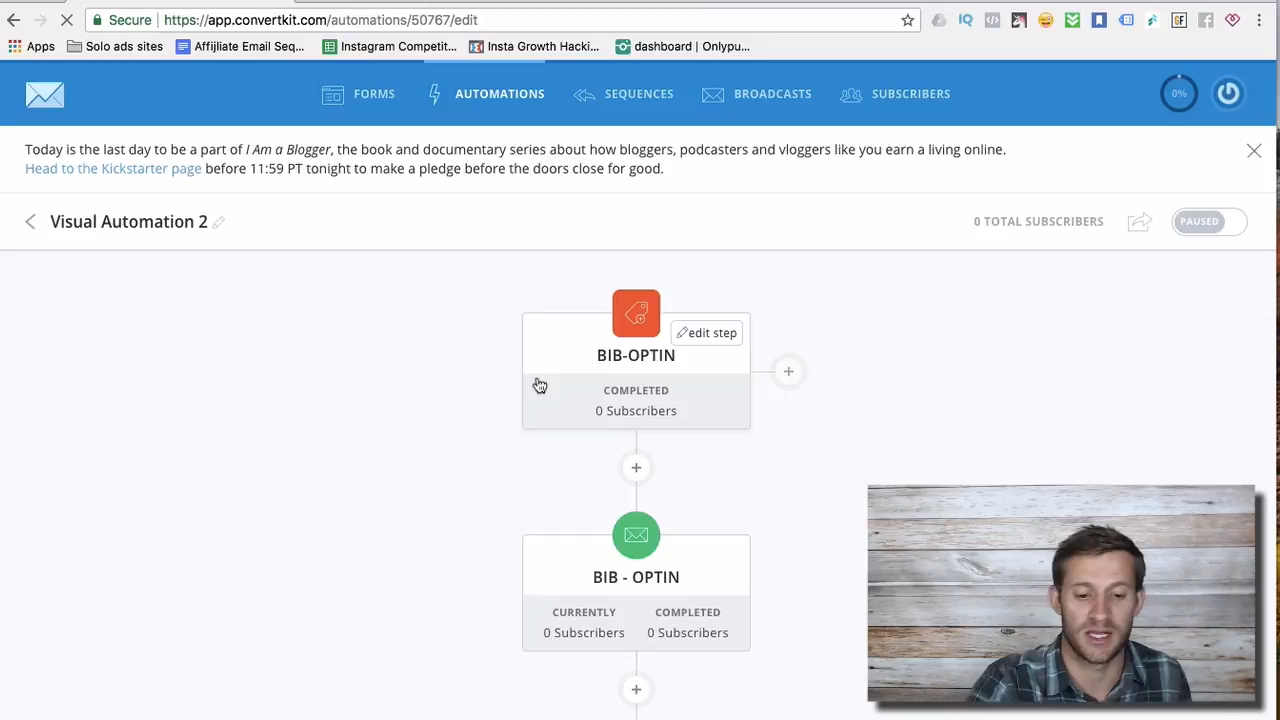 Secure https://app.convertkit.com/automations/50767/edit
Apps Solo ads sites Affijliate Email Seq... Instagram Competit... Insta Growth Hacki... dashboard | Onlypu...
FORMS AUTOMATIONS SEQUENCES BROADCASTS SUBSCRIBERS 0%
Today is the last day to be a part of I Am a Blogger, the book and documentary series about how bloggers, podcasters and vloggers like you earn a living online.
Head to the Kickstarter page before 11:59 PT tonight to make a pledge before the doors close for good.
Visual Automation 2 0 TOTAL SUBSCRIBERS PAUSED
edit step
BIB-OPTIN
COMPLETED
0 Subscribers
BIB - OPTIN
CURRENTLY COMPLETED
0 Subscribers 0 Subscribers